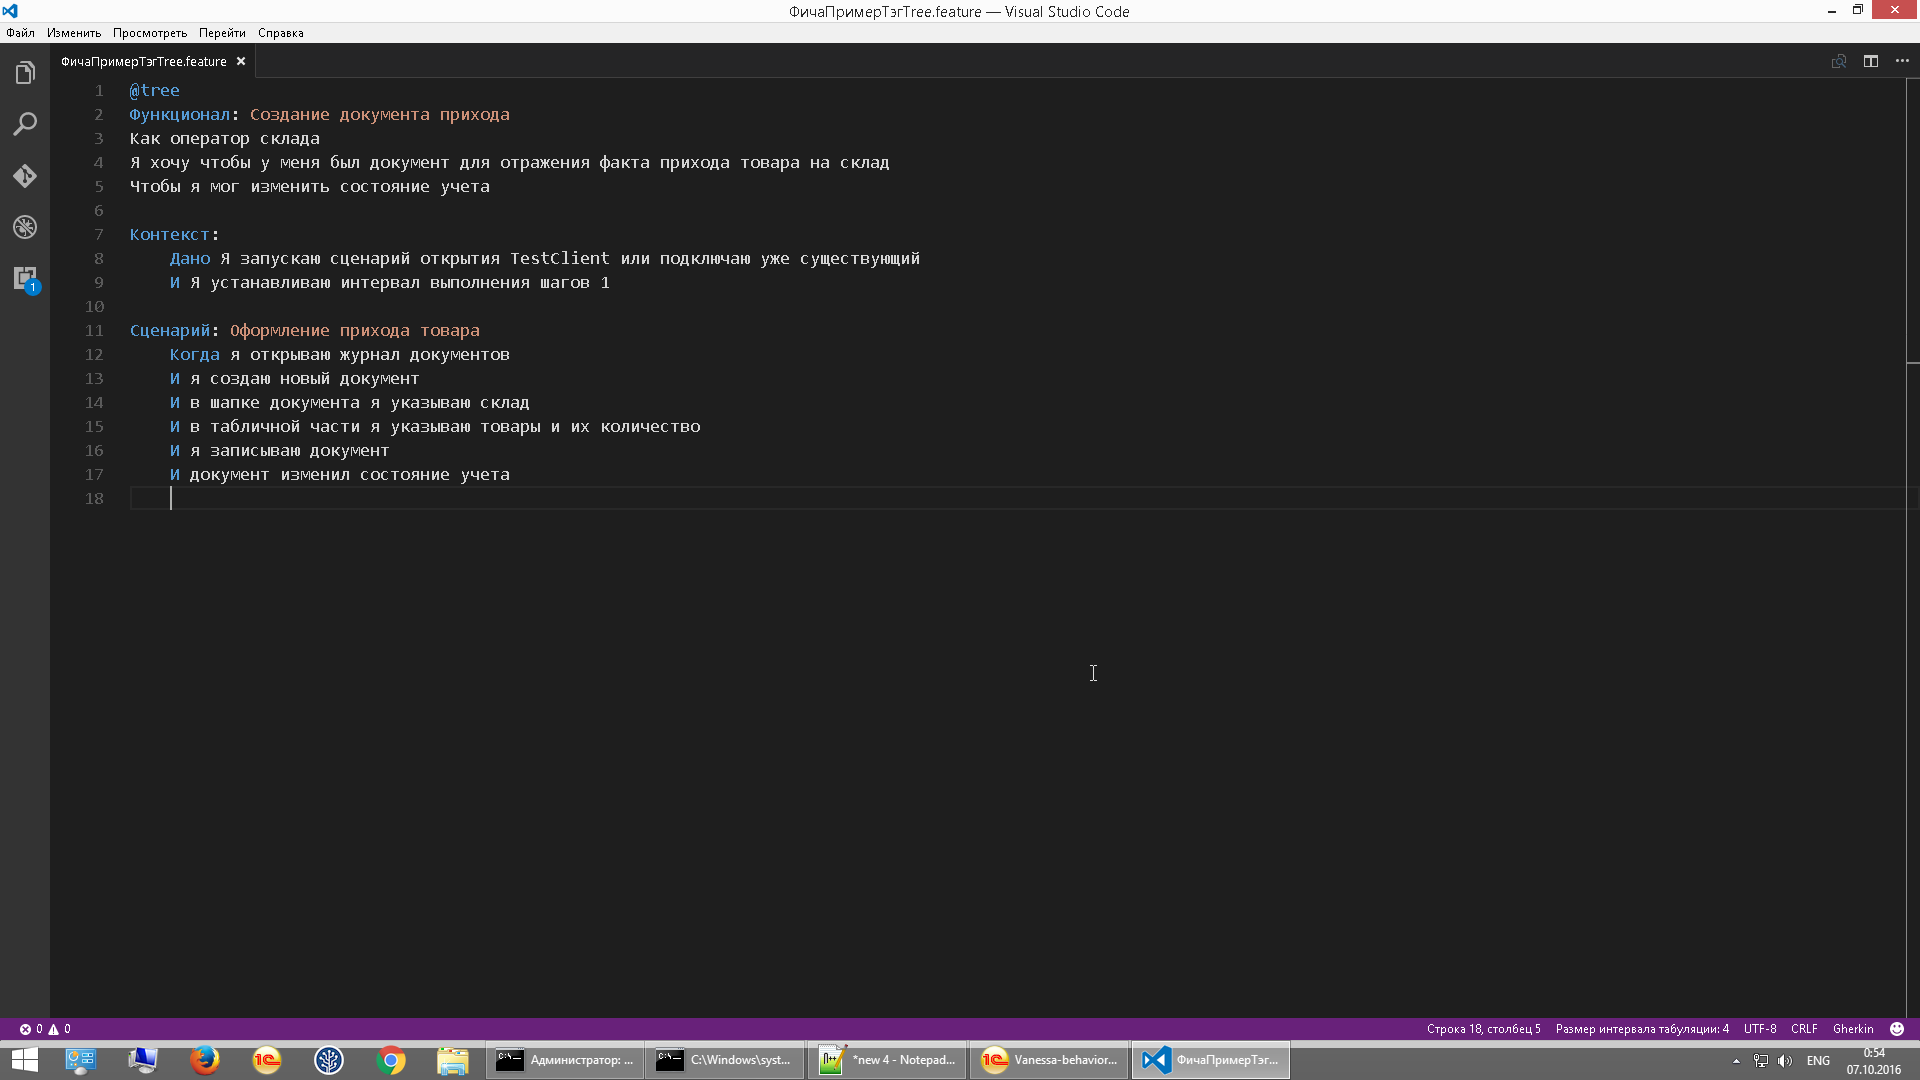 ФичаПримерТэгTree.feature — Visual Studio Code
Файл Изменить Просмотреть Перейти Справка
ФичаПримерТэгTree.feature ×
1 @tree
2 Функционал: Создание документа прихода
3 Как оператор склада
4 Я хочу чтобы у меня был документ для отражения факта прихода товара на склад
5 Чтобы я мог изменить состояние учета
6
7 Контекст:
8 Дано Я запускаю сценарий открытия TestClient или подключаю уже существующий
9 И Я устанавливаю интервал выполнения шагов 1
10
11 Сценарий: Оформление прихода товара
12 Когда я открываю журнал документов
13 И я создаю новый документ
14 И в шапке документа я указываю склад
15 И в табличной части я указываю товары и их количество
16 И я записываю документ
17 И документ изменил состояние учета
18
1
0 0 Строка 18, столбец 5 Размер интервала табуляции: 4 UTF-8 CRLF Gherkin
Администратор: ... C:\Windows\syst... *new 4 - Notepad... Vanessa-behavior... ФичаПримерТэг... ENG 0:54
07.10.2016